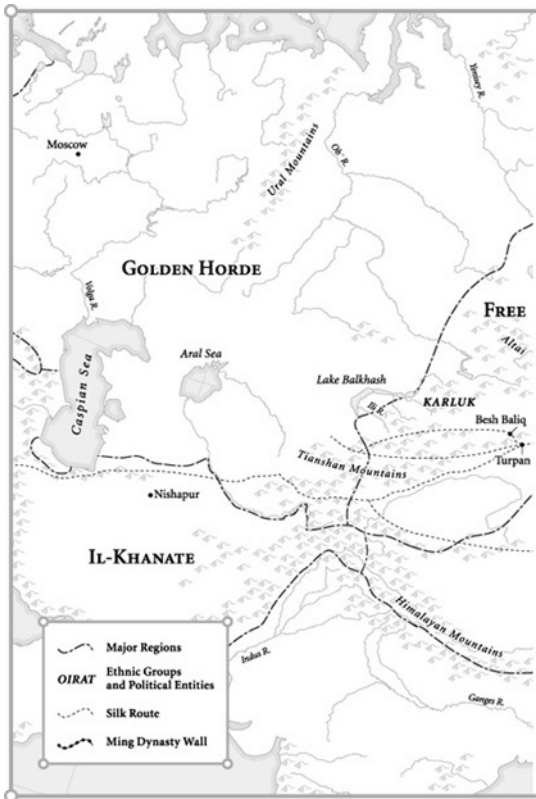 Yenisey R.
Moscow
Ob' R.
Ural Mountains
GOLDEN HORDE
Volga R.
FREE
Altai
Aral Sea
Caspian Sea
Lake Balkhash
Ili R.
KARLUK
Besh Baliq
Turpan
Tianshan Mountains
Nishapur
IL-KHANATE
Himalayan Mountains
Indus R.
Ganges R.
Major Regions
OIRAT
Ethnic Groups
and Political Entities
Silk Route
Ming Dynasty Wall